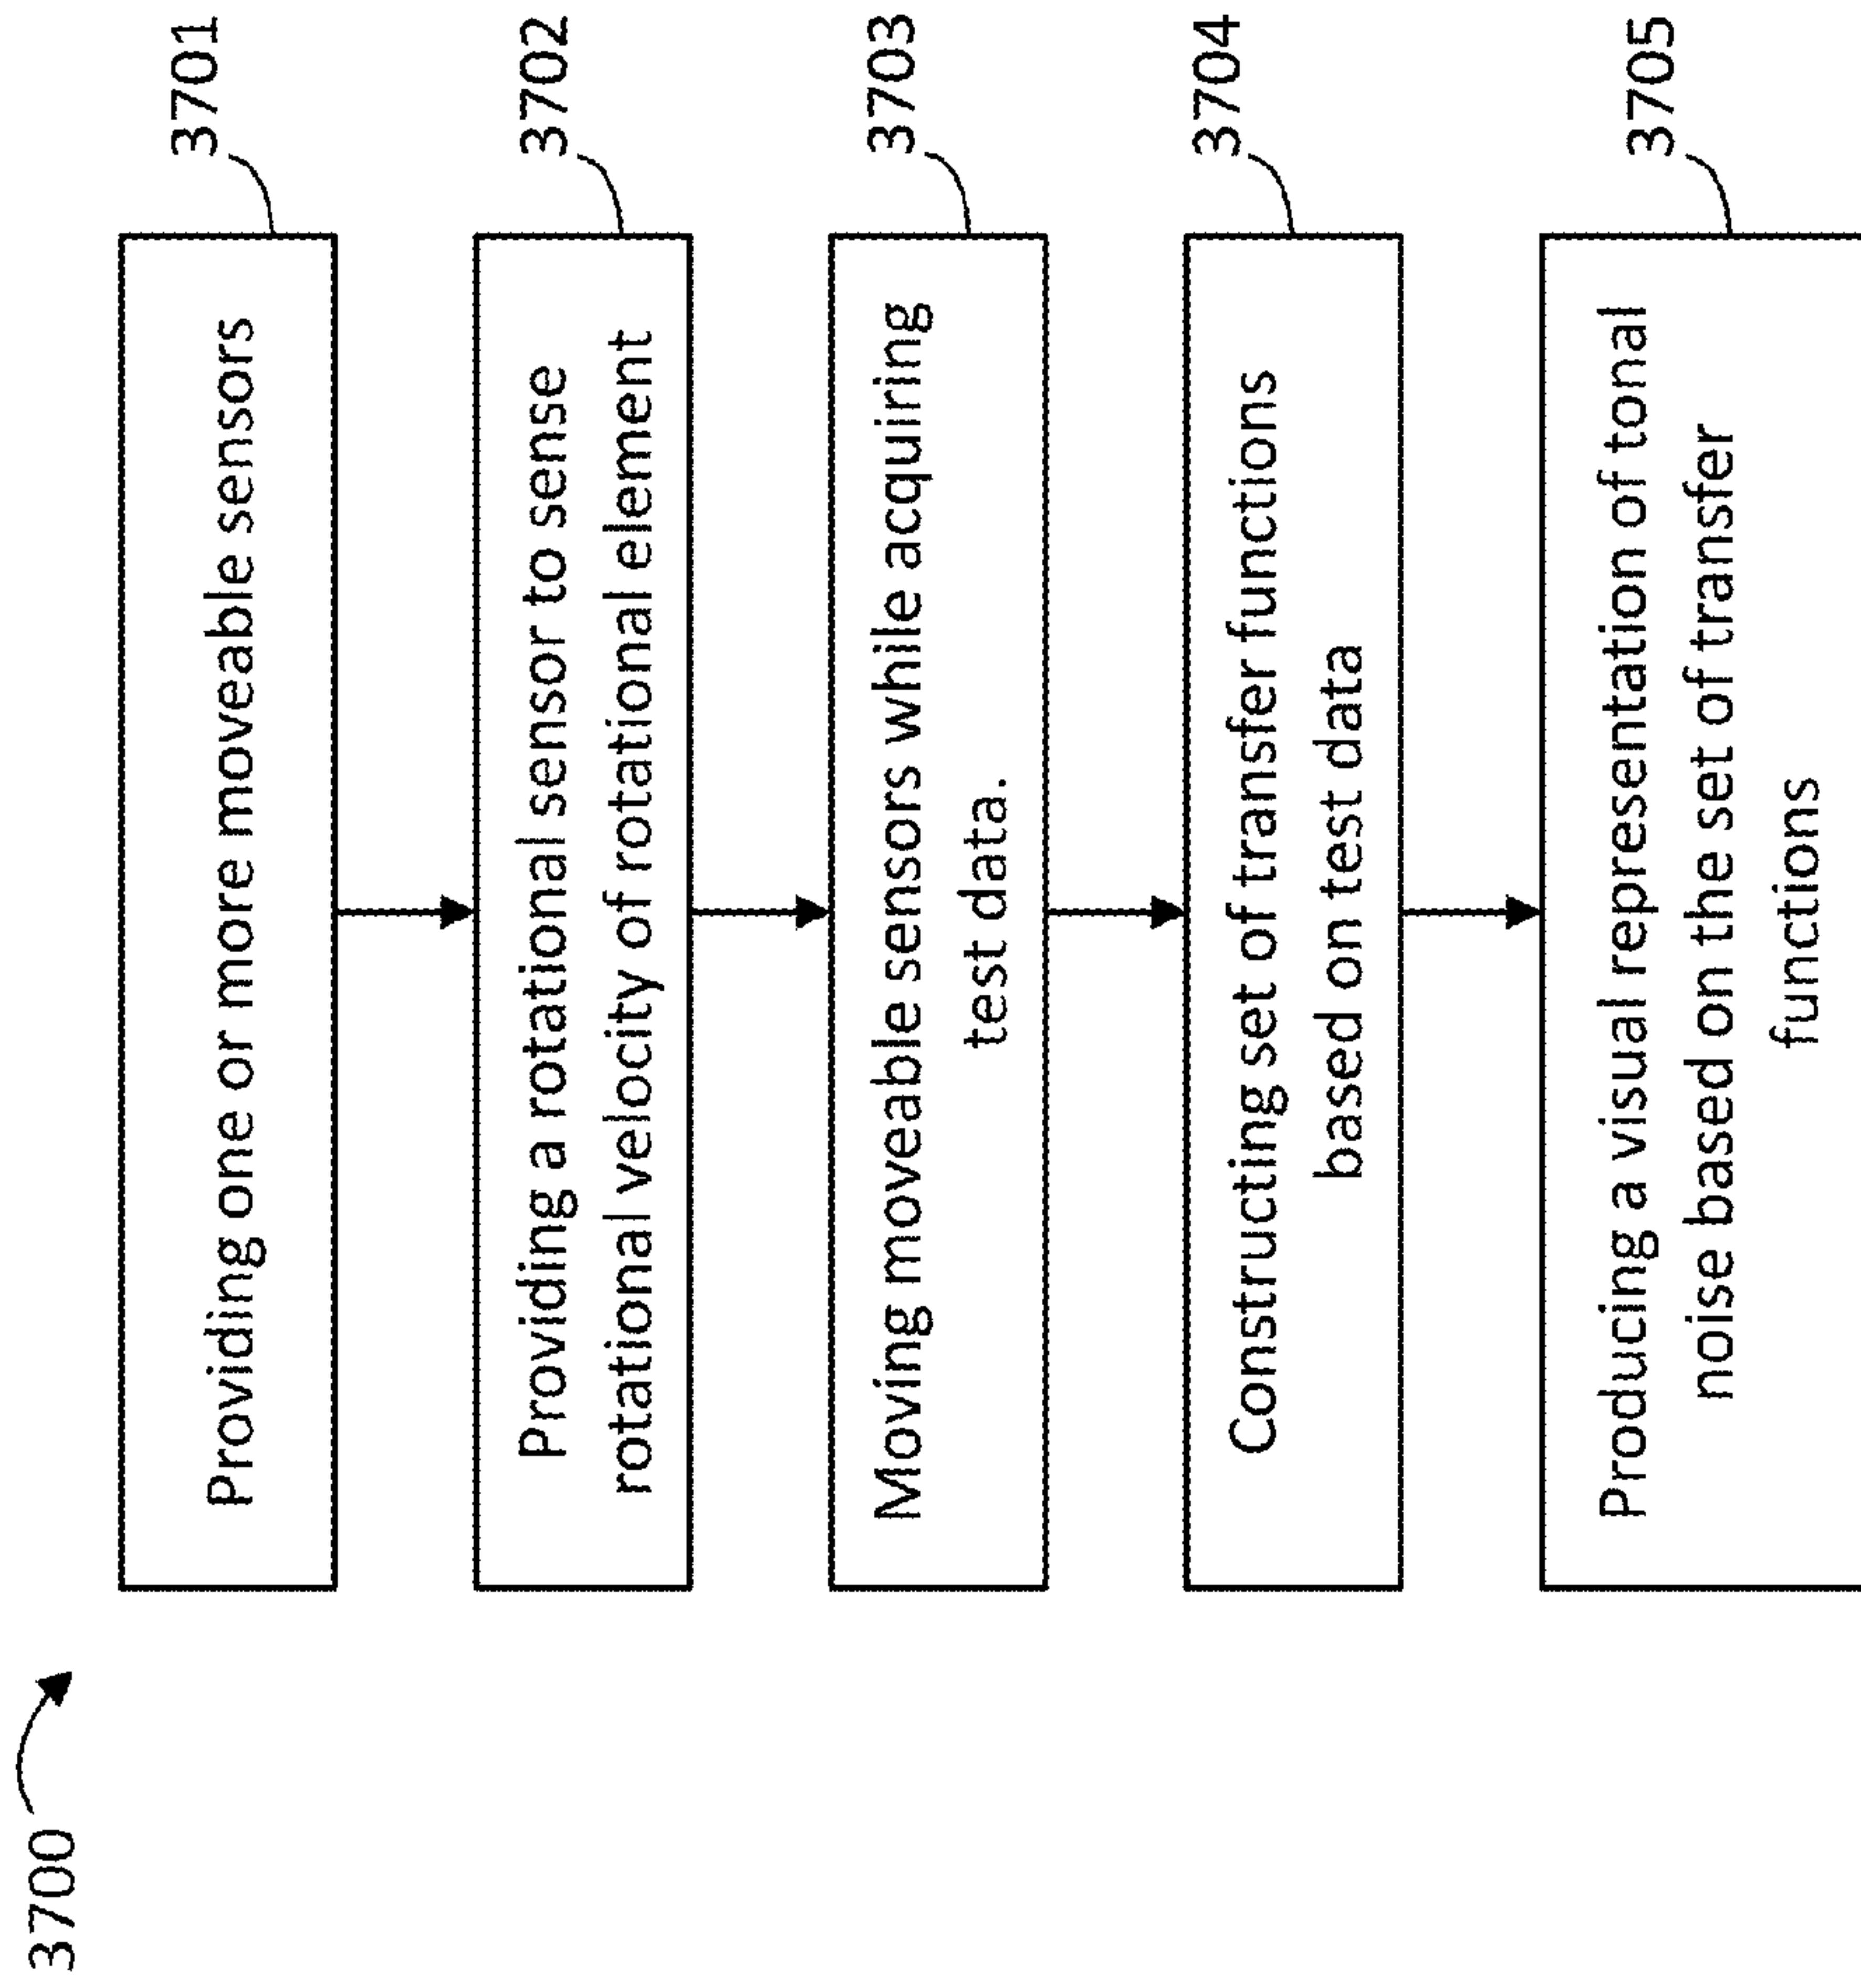 3700
Providing one or more moveable sensors
3701
Providing a rotational sensor to sense
rotational velocity of rotational element
3702
Moving moveable sensors while acquiring
test data.
3703
Constructing set of transfer functions
based on test data
3704
Producing a visual representation of tonal
noise based on the set of transfer
functions
3705